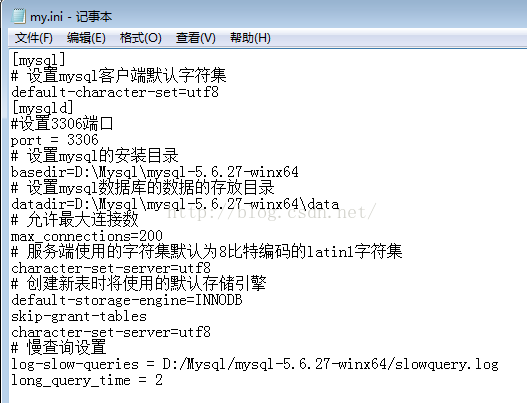 my.ini - 记事本
文件(F) 编辑(E) 格式(O) 查看(V) 帮助(H)
[mysql]
# 设置mysql客户端默认字符集
default-character-set=utf8
[mysqld]
#设置3306端口
port = 3306
# 设置mysql的安装目录
basedir=D:\Mysql\mysql-5.6.27-winx64
# 设置mysql数据库的数据的存放目录
datadir=D:\Mysql\mysql-5.6.27-winx64\data
http://blog.csdn.net/
# 允许最大连接数
max_connections=200
# 服务端使用的字符集默认为8比特编码的latin1字符集
character-set-server=utf8
# 创建新表时将使用的默认存储引擎
default-storage-engine=INNODB
skip-grant-tables
character-set-server=utf8
# 慢查询设置
log-slow-queries = D:/Mysql/mysql-5.6.27-winx64/slowquery.log
long_query_time = 2